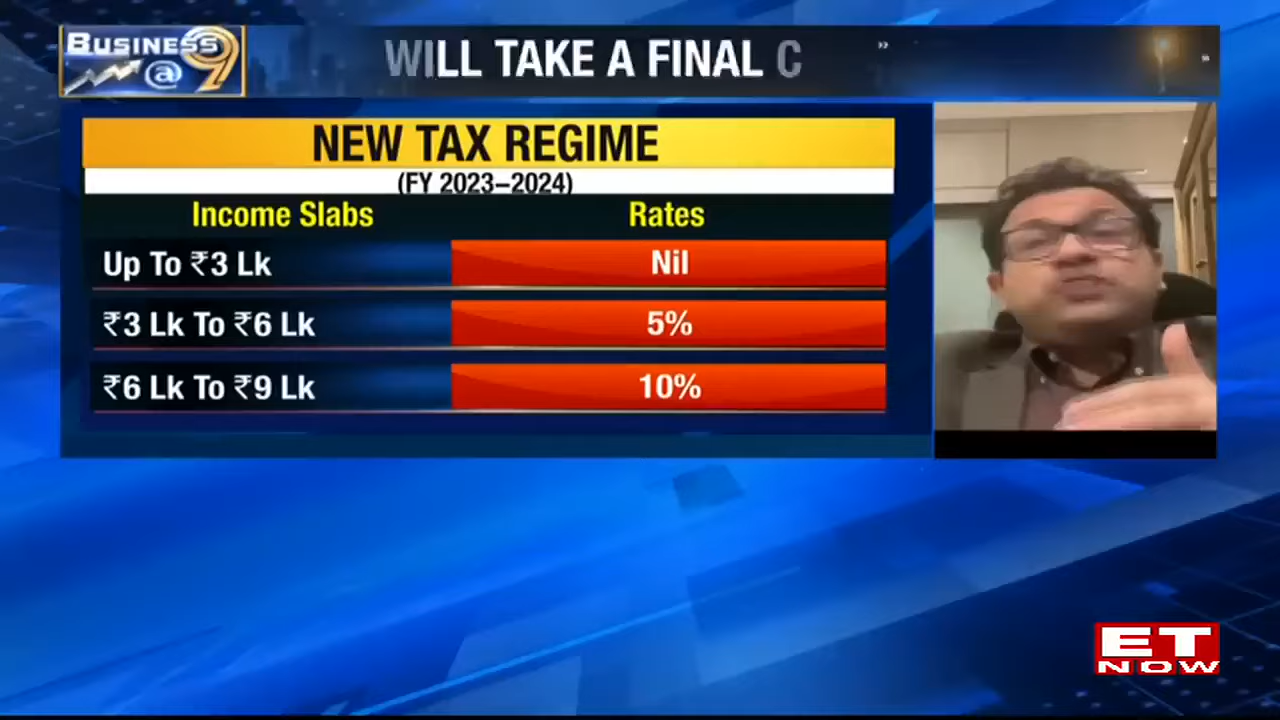 BUSINESS
@9
WILL TAKE A FINAL C
NEW TAX REGIME
(FY 2023–2024)
Income Slabs Rates
Up To ₹3 Lk Nil
₹3 Lk To ₹6 Lk 5%
₹6 Lk To ₹9 Lk 10%
ET
NOW